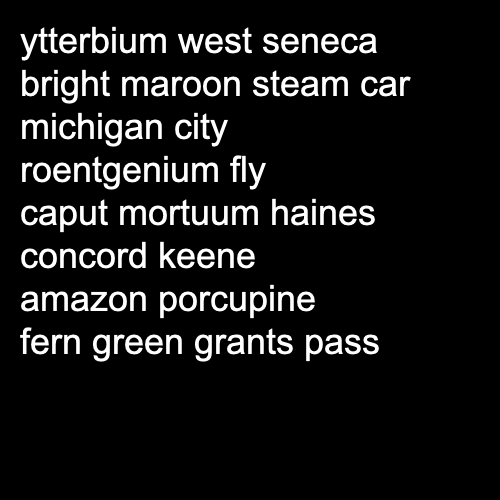 ytterbium west seneca
bright maroon steam car
michigan city
roentgenium fly
caput mortuum haines
concord keene
amazon porcupine
fern green grants pass